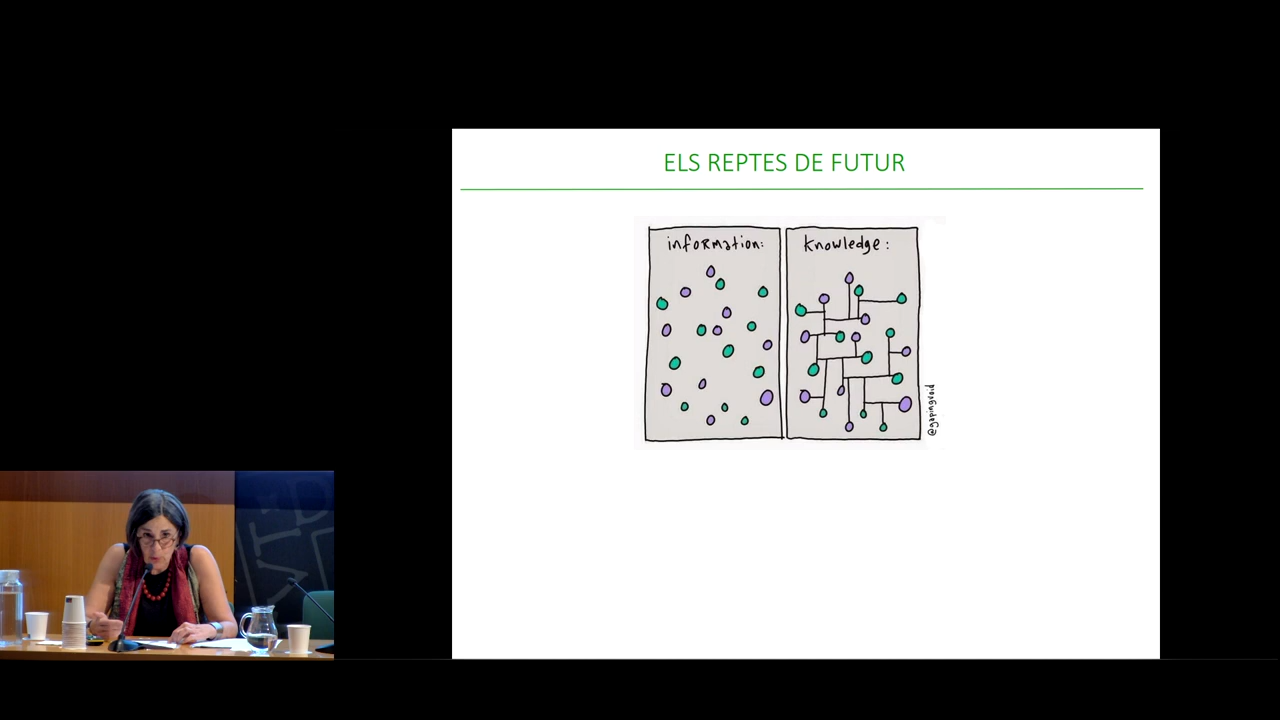 ELS REPTES DE FUTUR
information:
knowledge:
@gapingvoid